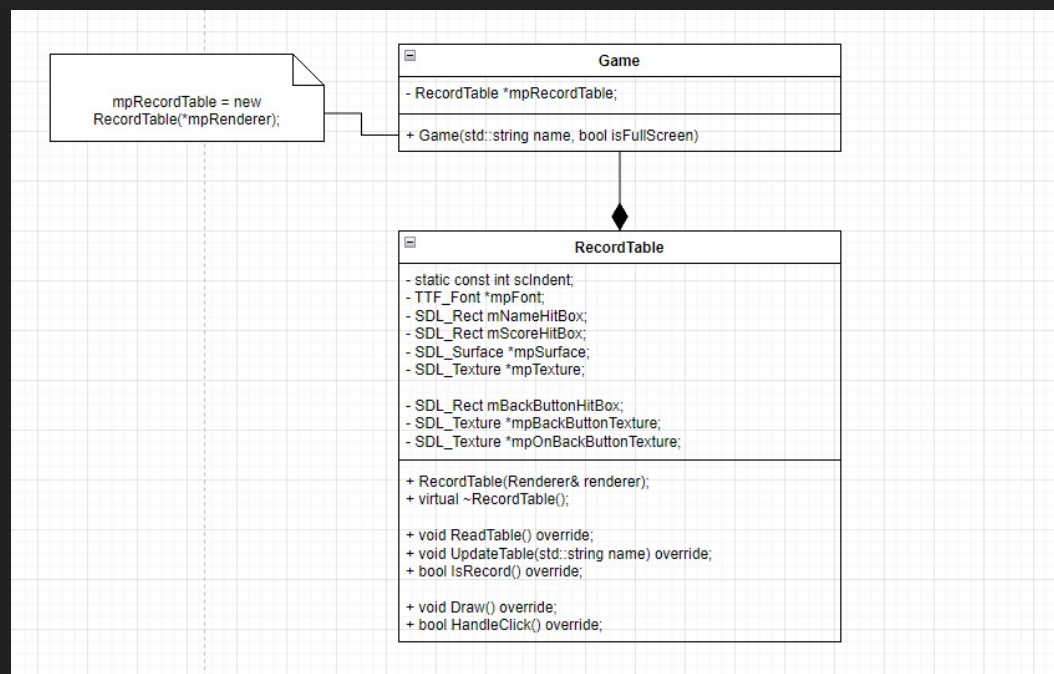 mpRecordTable = new
RecordTable(*mpRenderer);
Game
- RecordTable *mpRecordTable;
+ Game(std::string name, bool isFullScreen)
RecordTable
- static const int scIndent;
- TTF_Font *mpFont;
- SDL_Rect mNameHitBox;
- SDL_Rect mScoreHitBox;
- SDL_Surface *mpSurface;
- SDL_Texture *mpTexture;
- SDL_Rect mBackButtonHitBox;
- SDL_Texture *mpBackButtonTexture;
- SDL_Texture *mpOnBackButtonTexture;
+ RecordTable(Renderer& renderer);
+ virtual ~RecordTable();
+ void ReadTable() override;
+ void UpdateTable(std::string name) override;
+ bool IsRecord() override;
+ void Draw() override;
+ bool HandleClick() override;